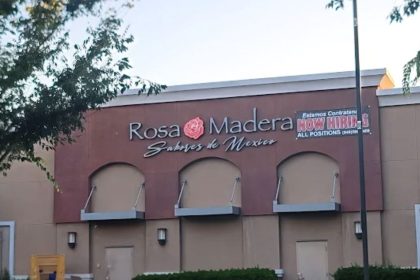 Rosa Madera
Sabores de Mexico
Estamos Contratando
NOW HIRING
ALL POSITIONS